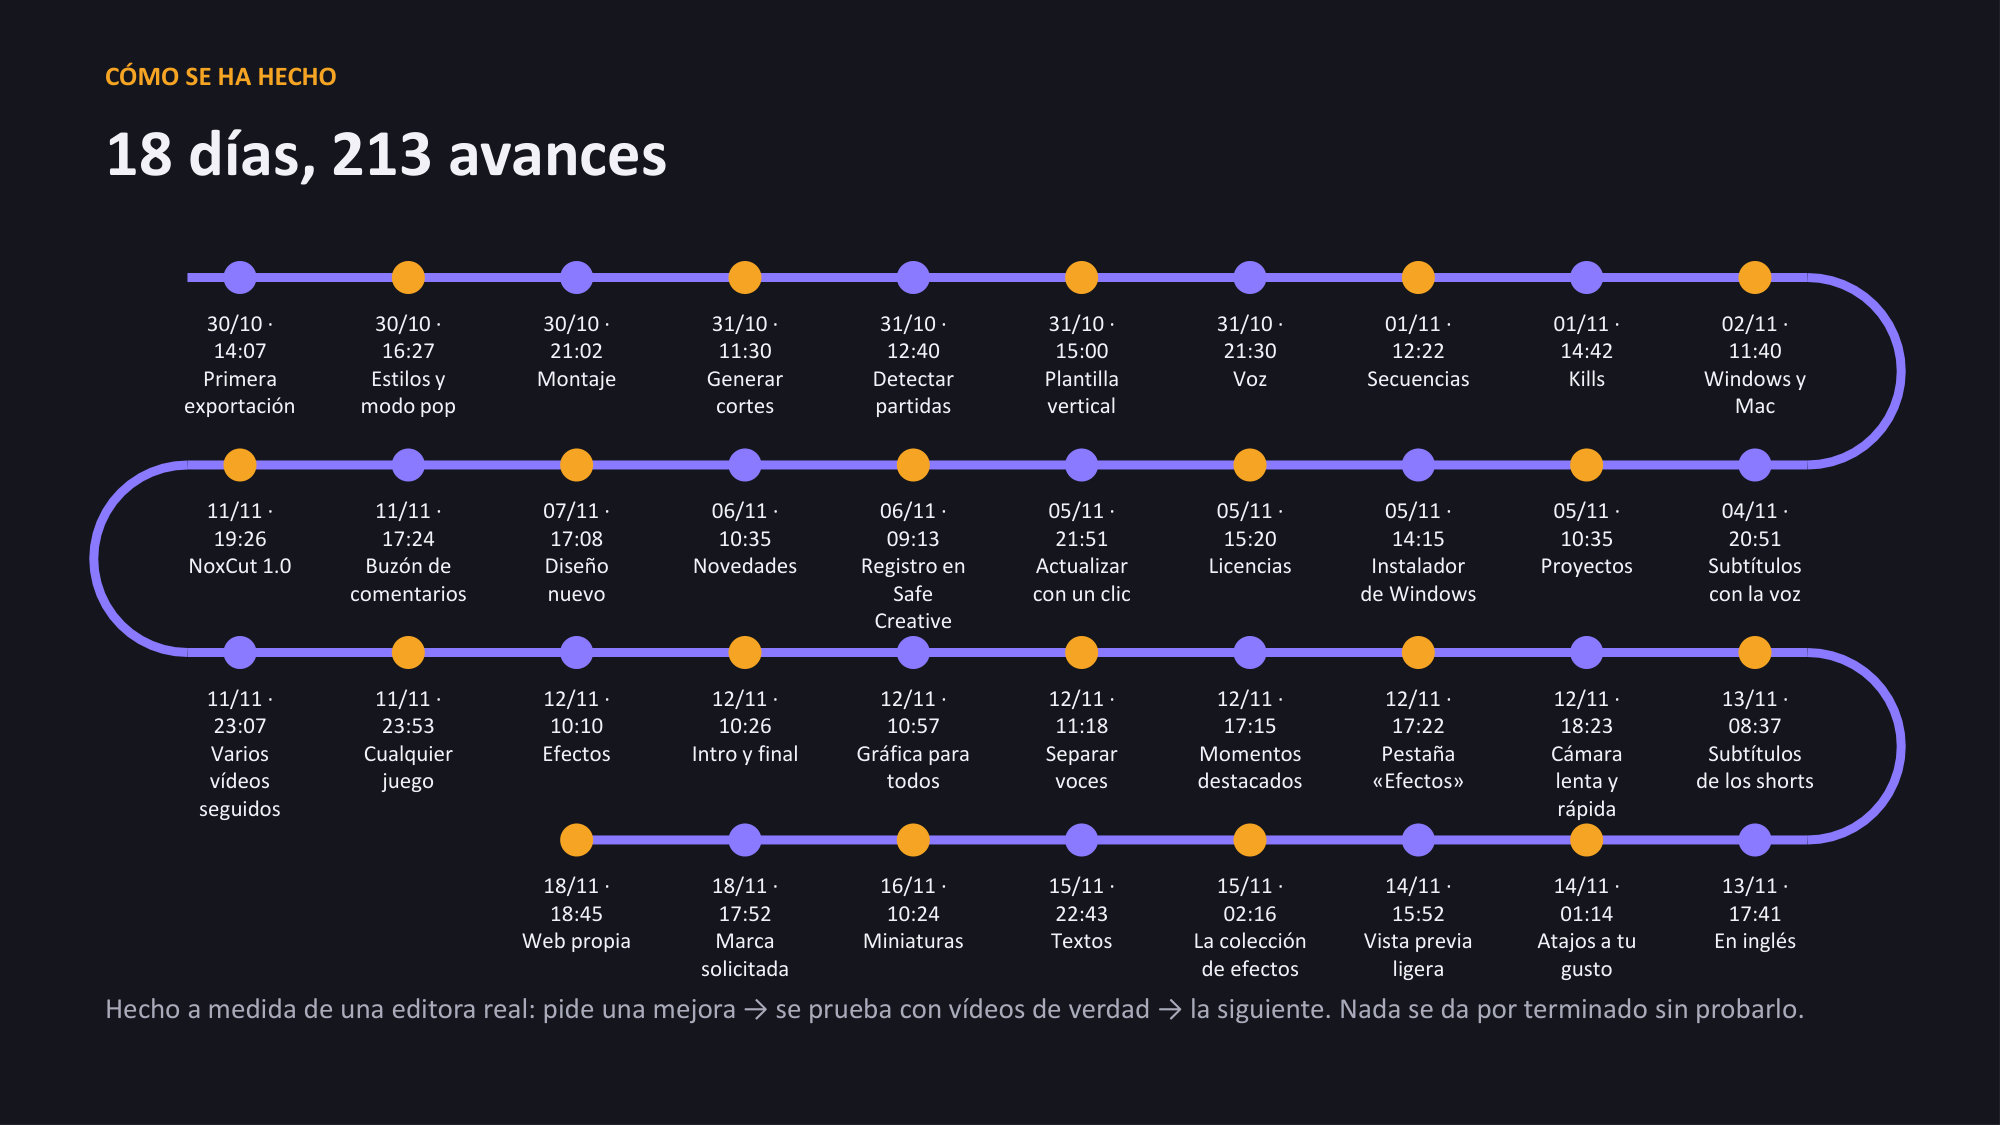 CÓMO SE HA HECHO
18 días, 213 avances
30/10 ·
14:07
Primera
exportación
30/10 ·
16:27
Estilos y
modo pop
30/10 ·
21:02
Montaje
31/10 ·
11:30
Generar
cortes
31/10 ·
12:40
Detectar
partidas
31/10 ·
15:00
Plantilla
vertical
31/10 ·
21:30
Voz
01/11 ·
12:22
Secuencias
01/11 ·
14:42
Kills
02/11 ·
11:40
Windows y
Mac
11/11 ·
19:26
NoxCut 1.0
11/11 ·
17:24
Buzón de
comentarios
07/11 ·
17:08
Diseño
nuevo
06/11 ·
10:35
Novedades
06/11 ·
09:13
Registro en
Safe
Creative
05/11 ·
21:51
Actualizar
con un clic
05/11 ·
15:20
Licencias
05/11 ·
14:15
Instalador
de Windows
05/11 ·
10:35
Proyectos
04/11 ·
20:51
Subtítulos
con la voz
11/11 ·
23:07
Varios
vídeos
seguidos
11/11 ·
23:53
Cualquier
juego
12/11 ·
10:10
Efectos
12/11 ·
10:26
Intro y final
12/11 ·
10:57
Gráfica para
todos
12/11 ·
11:18
Separar
voces
12/11 ·
17:15
Momentos
destacados
12/11 ·
17:22
Pestaña
«Efectos»
12/11 ·
18:23
Cámara
lenta y
rápida
13/11 ·
08:37
Subtítulos
de los shorts
18/11 ·
18:45
Web propia
18/11 ·
17:52
Marca
solicitada
16/11 ·
10:24
Miniaturas
15/11 ·
22:43
Textos
15/11 ·
02:16
La colección
de efectos
14/11 ·
15:52
Vista previa
ligera
14/11 ·
01:14
Atajos a tu
gusto
13/11 ·
17:41
En inglés
Hecho a medida de una editora real: pide una mejora → se prueba con vídeos de verdad → la siguiente. Nada se da por terminado sin probarlo.